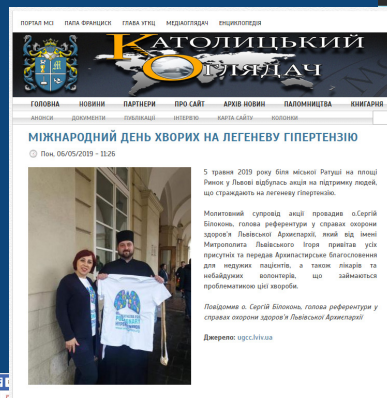 ПОРТАЛ МСІ ПАПА ФРАНЦИСК ГЛАВА УГКЦ МЕДІАОГЛЯДАЧ ЕНЦИКЛОПЕДІЯ
КАТОЛИЦЬКИЙ
ОГЛЯДАЧ
ГОЛОВНА НОВИНИ ПАРТНЕРИ ПРО САЙТ АРХІВ НОВИН ПАЛОМНИЦТВА КНИГАРНЯ
АНОНСИ ДОКУМЕНТИ ПУБЛІКАЦІЇ ІНТЕРВ'Ю КАРТА САЙТУ КОЛОНКИ
МІЖНАРОДНИЙ ДЕНЬ ХВОРИХ НА ЛЕГЕНЕВУ ГІПЕРТЕНЗІЮ
Пон, 06/05/2019 - 11:26
5 травня 2019 року біля міської Ратуші на площі
Ринок у Львові відбулась акція на підтримку людей,
що страждають на легеневу гіпертензію.
Молитовний супровід акції провадив о.Сергій
Білоконь, голова референтури у справах охорони
здоров'я Львівської Архиєпархії, який від імені
Митрополита Львівського Ігоря привітав усіх
присутніх та передав Архипастирське благословення
для недужих пацієнтів, а також лікарів та
небайдужих волонтерів, що займаються
проблематикою цієї хвороби.
Повідомив о. Сергій Білоконь, голова референтури у
справах охорони здоров'я Львівської Архиєпархії
Джерело: ugcc.lviv.ua